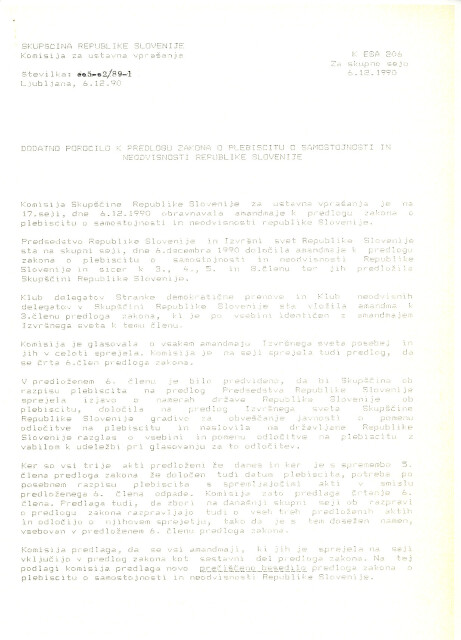 SKUPŠČINA REPUBLIKE SLOVENIJE
Komisija za ustavna vprašanja
K ESA 206
Za skupno sejo
6.12.1990
Številka: 005-02/89-1
Ljubljana, 6.12.90
DODATNO POROČILO K PREDLOGU ZAKONA O PLEBISCITU O SAMOSTOJNOSTI IN
NEODVISNOSTI REPUBLIKE SLOVENIJE
Komisija Skupščine Republike Slovenije za ustavna vprašanja je na
17.seji, dne 6.12.1990 obravnavala amandmaje k predlogu zakona o
plebiscitu o samostojnosti in neodvisnosti republike Slovenije.
Predsedstvo Republike Slovenije in Izvršni svet Republike Slovenije
sta na skupni seji, dne 6.decembra 1990 določila amandmaje k predlogu
zakona o plebiscitu o samostojnosti in neodvisnosti Republike
Slovenije in sicer k 3., 4., 5. in 8.členu ter jih predložila
Skupščini Republike Slovenije.
Klub delegatov Stranke demokratične prenove in Klub neodvisnih
delegatov v Skupščini Republike Slovenije sta vložila amandma k
3.členu predloga zakona, ki je po vsebini identičen z amandmajem
Izvršnega sveta k temu členu.
Komisija je glasovala o vsakem amandmaju Izvršnega sveta posebej in
jih v celoti sprejela. Komisija je na seji sprejela tudi predlog, da
se črta 6.člen predloga zakona.
V predloženem 6. členu je bilo predvideno, da bi Skupščina ob
razpisu plebiscita na predlog Predsedstva Republike Slovenije
sprejela izjavo o namerah države Republike Slovenije ob
plebiscitu, določila na predlog Izvršnega sveta Skupščine
Republike Slovenije gradivo za obveščanje javnosti o pomenu
odločitve na plebiscitu in naslovila na državljane Republike
Slovenije razglas o vsebini in pomenu odločitve na plebiscitu z
vabilom k udeležbi pri glasovanju za to odločitev.
Ker so vsi trije akti predloženi že danes in ker je s spremembo 5.
člena predloga zakona že določen tudi datum plebiscita, potreba po
posebnem razpisu plebiscita s spremljajočimi akti v smislu
predloženega 6. člena odpade. Komisija zato predlaga črtanje 6.
člena. Predlaga tudi, da zbori na današnji skupni seji ob razpravi
o predlogu zakona razpravljajo tudi o vseh treh predloženih aktih
in odločijo o njihovem sprejetju, tako da je s tem dosežen namen,
vsebovan v predloženem 6. členu predloga zakona.
Komisija predlaga, da se vsi amandmaji, ki jih je sprejela na seji
vključijo v predlog zakona kot sestavni del predloga zakona. Na tej
podlagi komisija predlaga novo prečiščeno besedilo predloga zakona o
plebiscitu o samostojnosti in neodvisnosti Republike Slovenije.